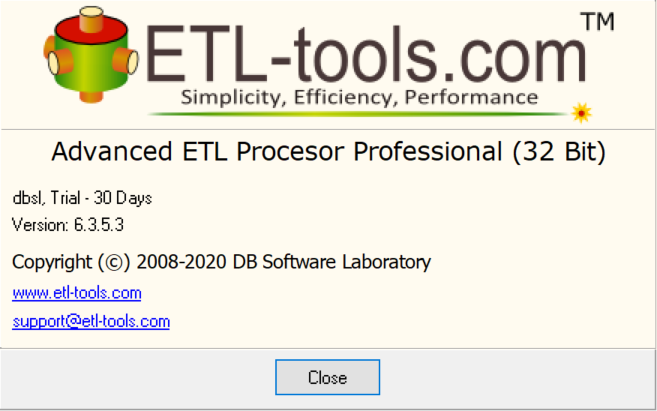 ETL-tools.com™
Simplicity, Efficiency, Performance
Advanced ETL Procesor Professional (32 Bit)
dbsl, Trial - 30 Days
Version: 6.3.5.3
Copyright (©) 2008-2020 DB Software Laboratory
www.etl-tools.com
support@etl-tools.com
Close